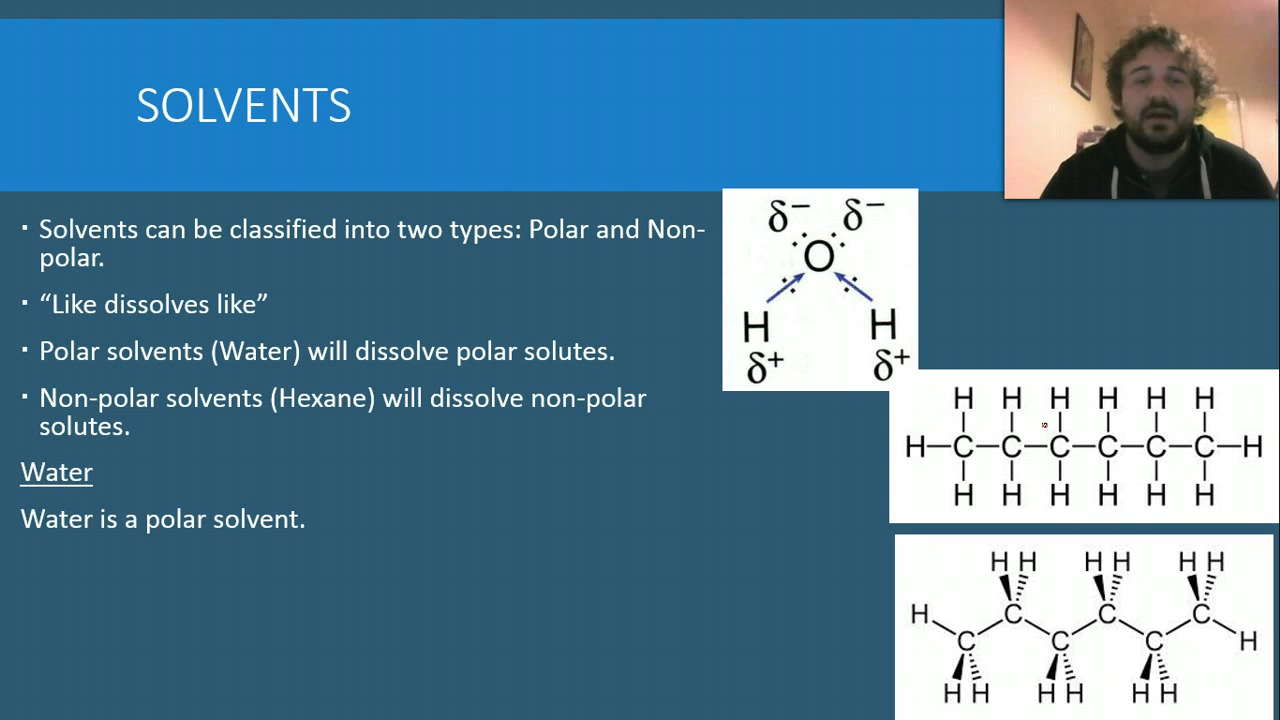 SOLVENTS
▪ Solvents can be classified into two types: Polar and Non-
polar.
▪ “Like dissolves like”
▪ Polar solvents (Water) will dissolve polar solutes.
▪ Non-polar solvents (Hexane) will dissolve non-polar
solutes.
Water
Water is a polar solvent.
δ− δ−
O
H H
δ+ δ+
H H H H H H
H–C–C–C–C–C–C–H
H H H H H H
H H H H H H
H C C C
C C C H
H H H H H H